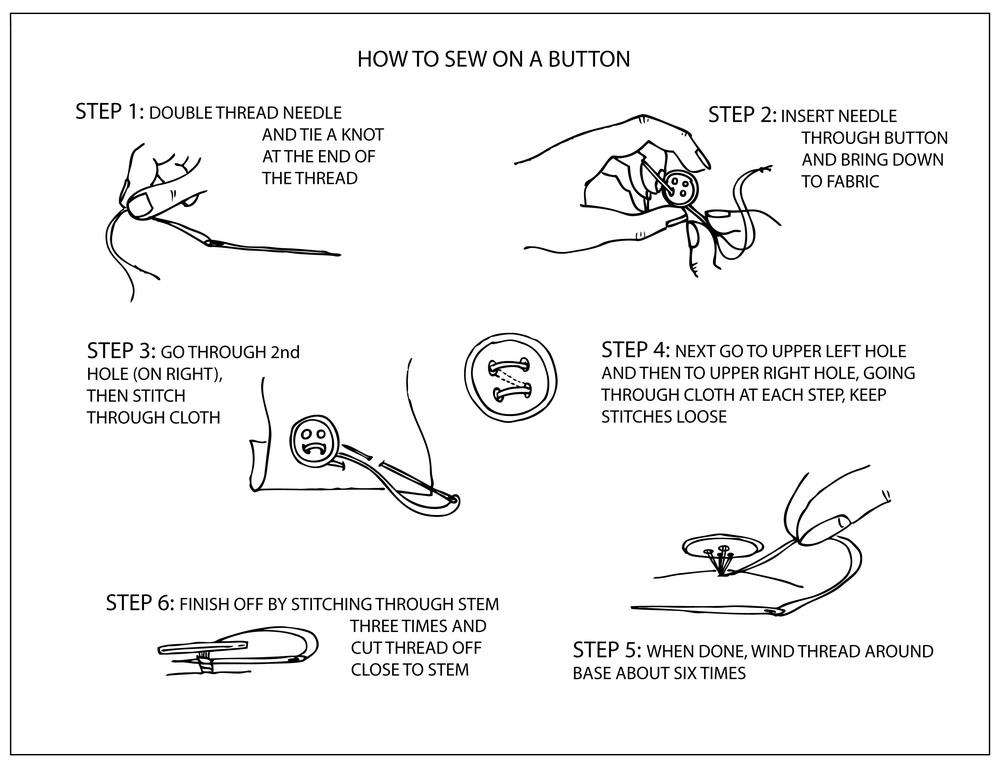 HOW TO SEW ON A BUTTON
STEP 1: DOUBLE THREAD NEEDLE
AND TIE A KNOT
AT THE END OF
THE THREAD
STEP 2: INSERT NEEDLE
THROUGH BUTTON
AND BRING DOWN
TO FABRIC
STEP 3: GO THROUGH 2nd
HOLE (ON RIGHT),
THEN STITCH
THROUGH CLOTH
STEP 4: NEXT GO TO UPPER LEFT HOLE
AND THEN TO UPPER RIGHT HOLE, GOING
THROUGH CLOTH AT EACH STEP, KEEP
STITCHES LOOSE
STEP 5: WHEN DONE, WIND THREAD AROUND
BASE ABOUT SIX TIMES
STEP 6: FINISH OFF BY STITCHING THROUGH STEM
THREE TIMES AND
CUT THREAD OFF
CLOSE TO STEM